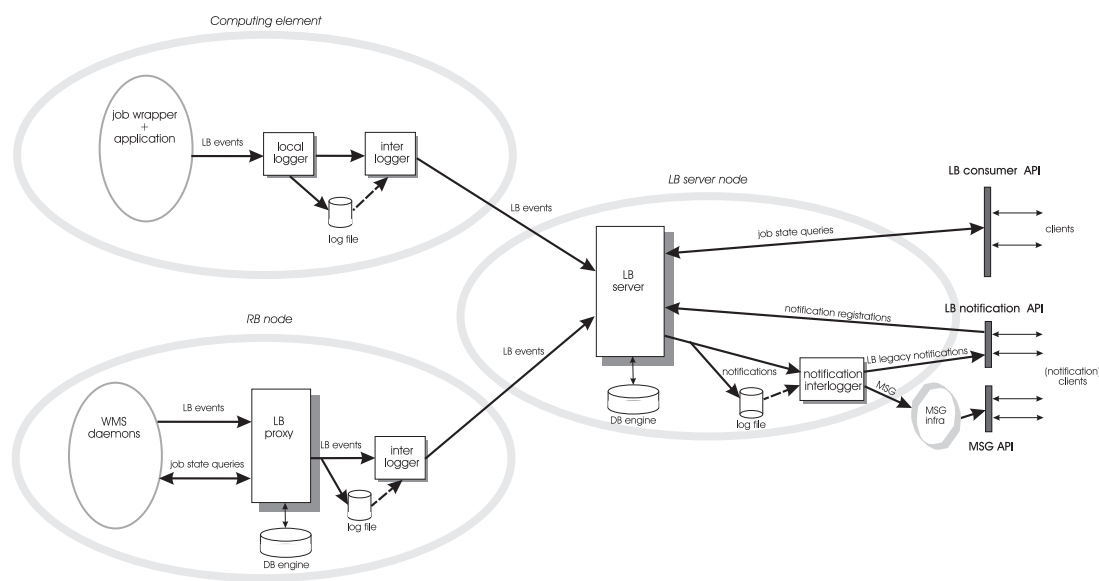 Computing element
job wrapper
+
application
LB events
local
logger
inter
logger
log file
LB events
LB server node
LB consumer API
job state queries
clients
LB
server
notification registrations
LB notification API
LB legacy notifications
notifications
notification
interlogger
(notification)
clients
MSG
MSG
infra
MSG API
log file
DB engine
RB node
LB events
WMS
daemons
LB events
LB
proxy
LB events
inter
logger
job state queries
log file
DB engine